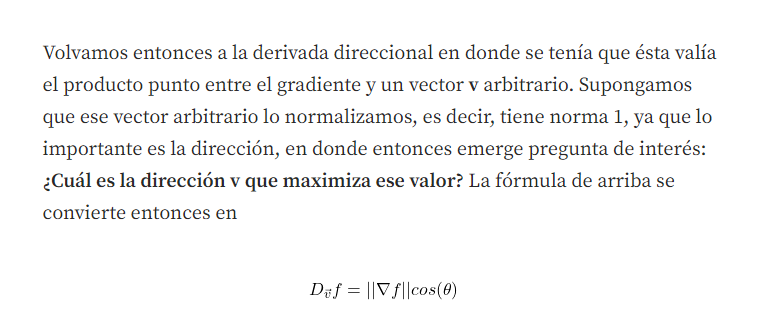 Volvamos entonces a la derivada direccional en donde se tenía que ésta valía
el producto punto entre el gradiente y un vector v arbitrario. Supongamos
que ese vector arbitrario lo normalizamos, es decir, tiene norma 1, ya que lo
importante es la dirección, en donde entonces emerge pregunta de interés:
¿Cuál es la dirección v que maximiza ese valor? La fórmula de arriba se
convierte entonces en
$D_{\vec{v}} f = ||\nabla f|| cos(\theta)$